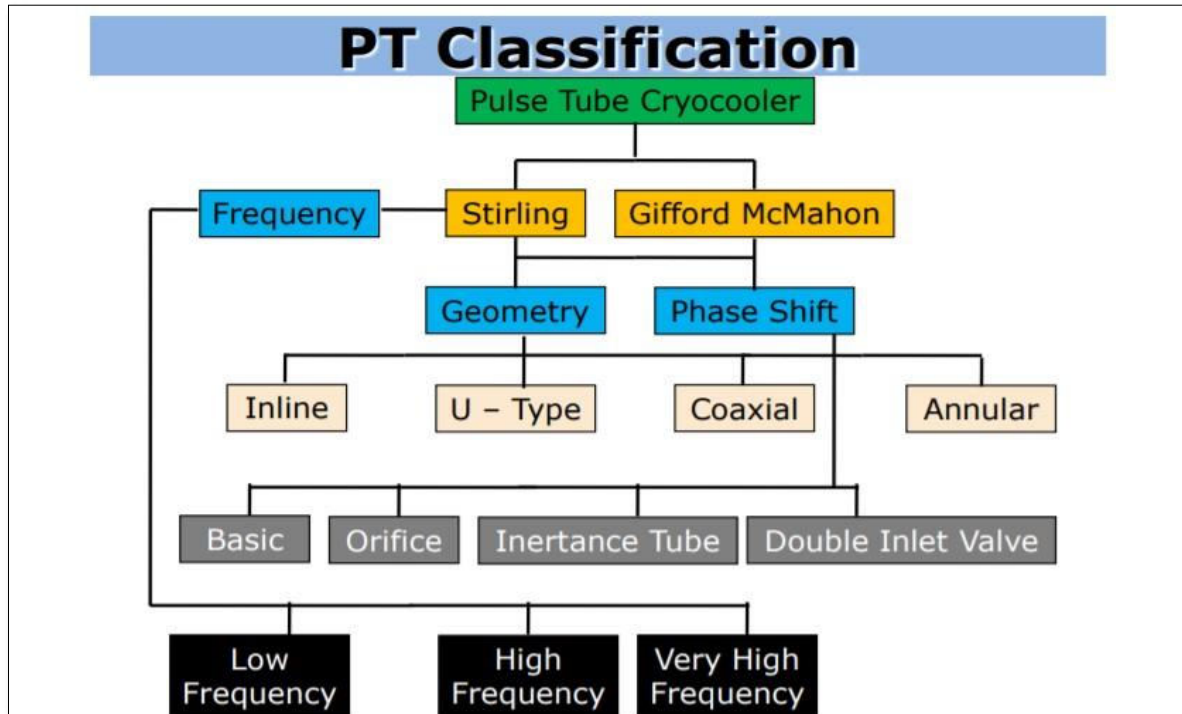 PT Classification
Pulse Tube Cryocooler
Frequency
Stirling
Gifford McMahon
Geometry
Phase Shift
Inline
U – Type
Coaxial
Annular
Basic
Orifice
Inertance Tube
Double Inlet Valve
Low
Frequency
High
Frequency
Very High
Frequency